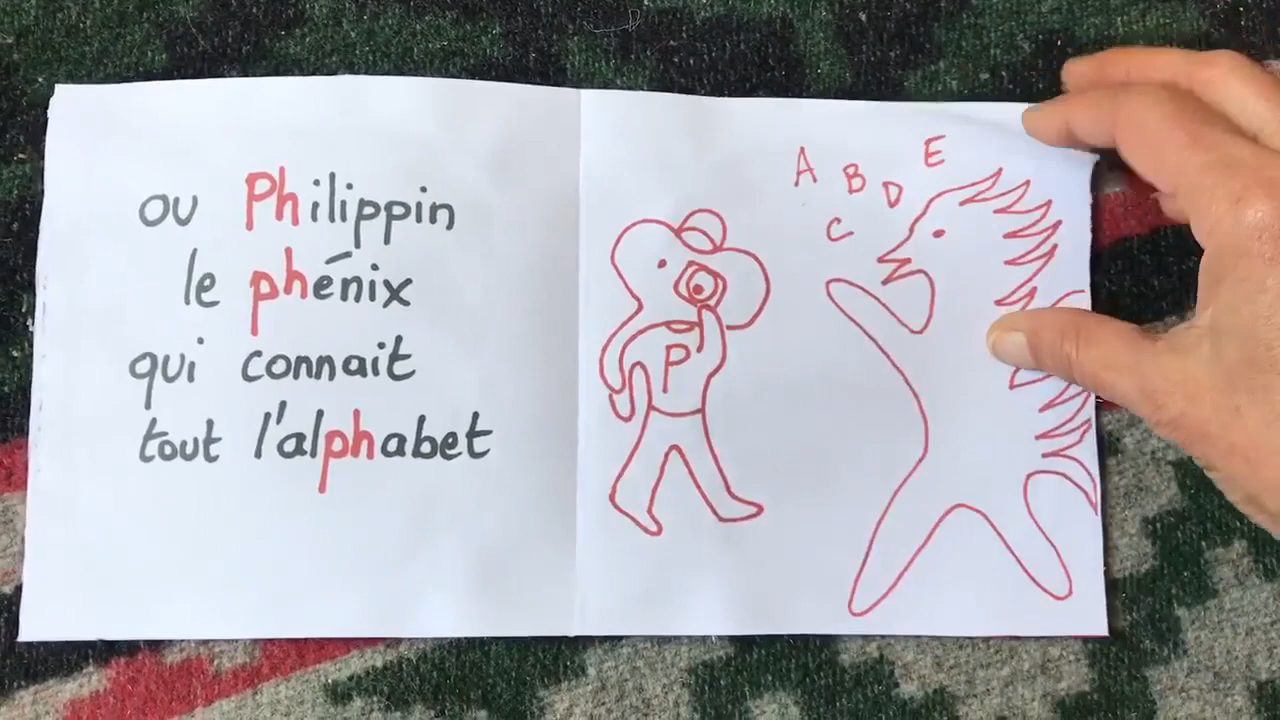 ou Philippin
le phénix
qui connait
tout l'alphabet
A B C D E
P